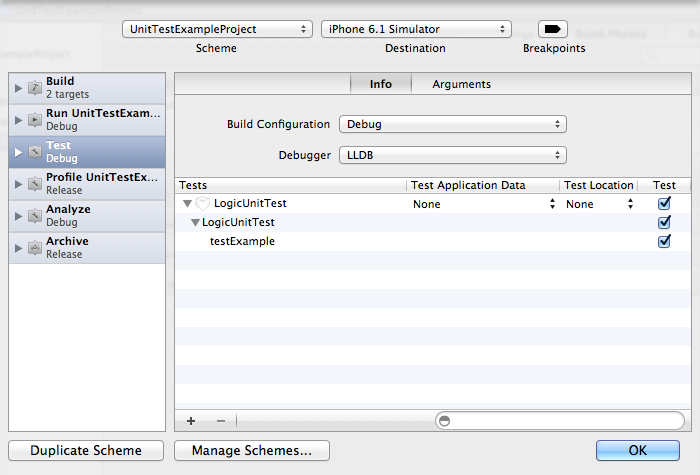 UnitTestExampleProject
iPhone 6.1 Simulator
Scheme
Destination
Breakpoints
Build
2 targets
Run UnitTestExam...
Debug
Test
Debug
Profile UnitTestEx...
Release
Analyze
Debug
Archive
Release
Info
Arguments
Build Configuration
Debug
Debugger
LLDB
Tests
Test Application Data
Test Location
Test
LogicUnitTest
None
None
LogicUnitTest
testExample
+
−
Duplicate Scheme
Manage Schemes...
OK